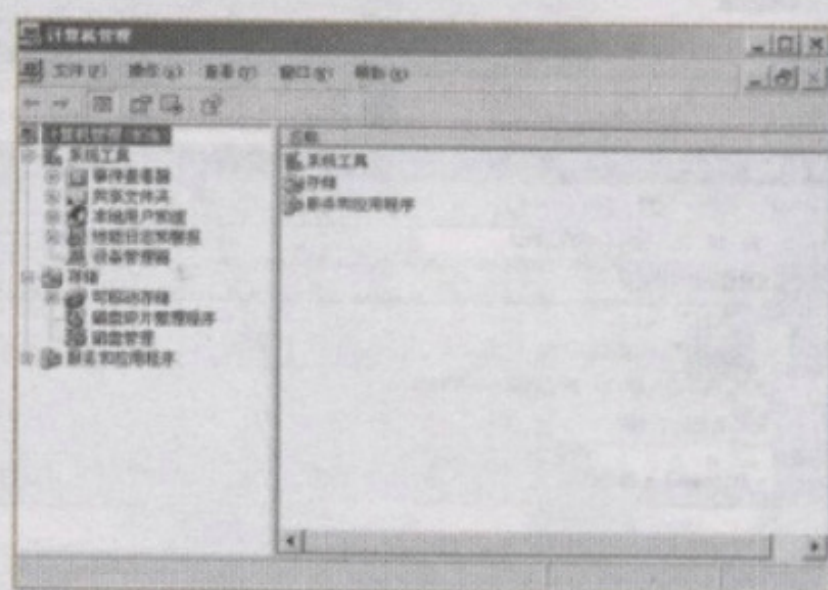 计算机管理
文件(F) 操作(A) 查看(V) 窗口(W) 帮助(H)
计算机管理(本地)
系统工具
事件查看器
共享文件夹
本地用户和组
性能日志和警报
设备管理器
存储
可移动存储
磁盘碎片整理程序
磁盘管理
服务和应用程序
名称
系统工具
存储
服务和应用程序